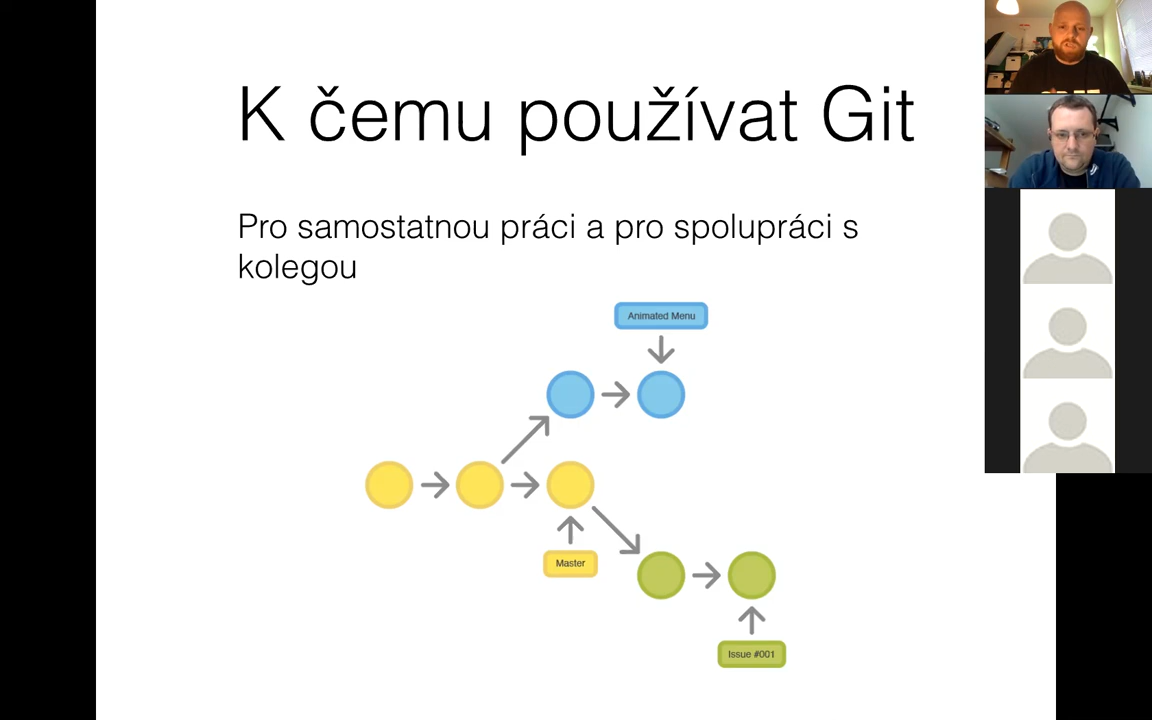 K čemu používat Git
Pro samostatnou práci a pro spolupráci s
kolegou
Animated Menu
Master
Issue #001